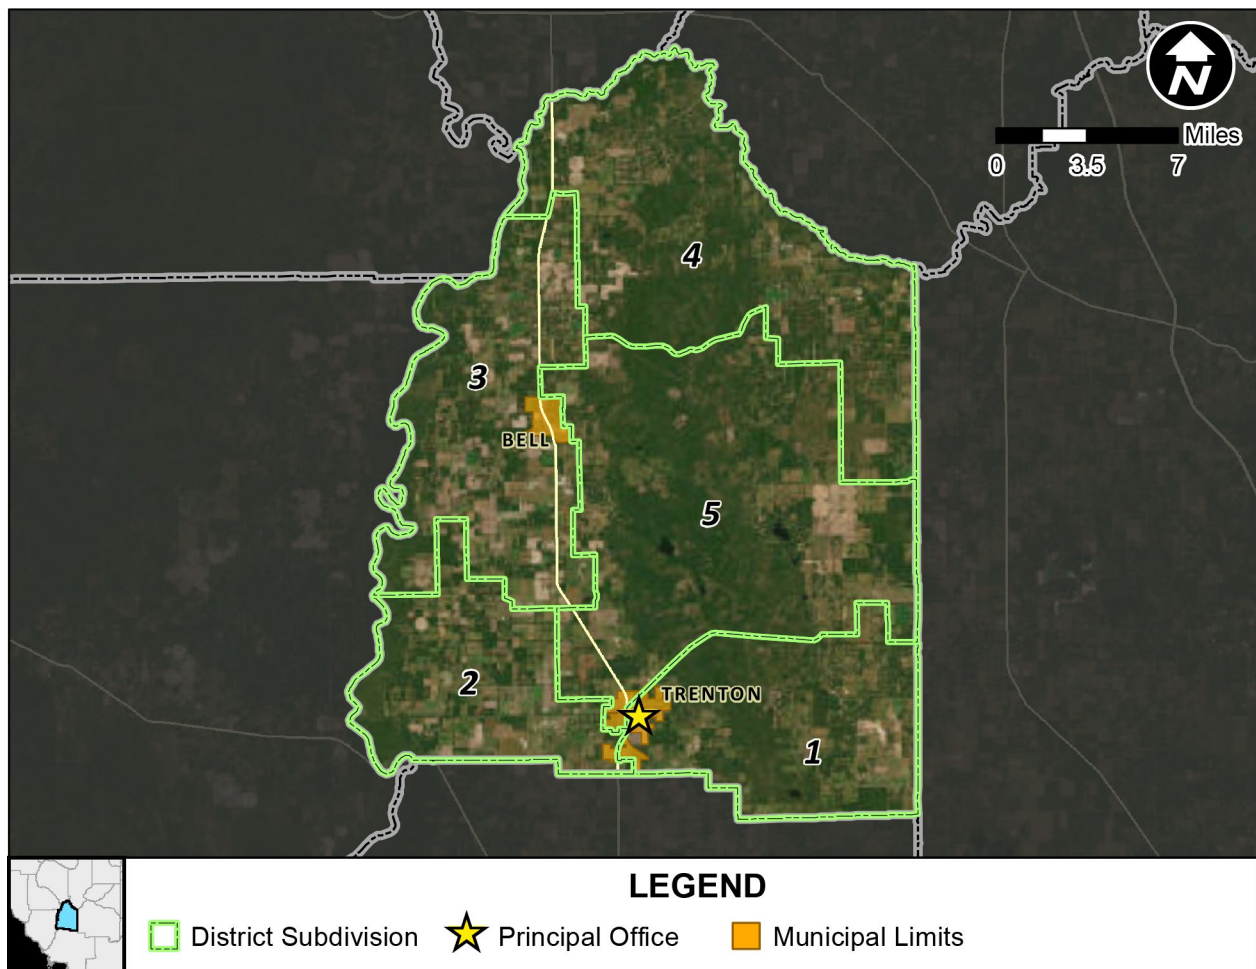 N
Miles
0 3.5 7
4
3
BELL
5
2
TRENTON
1
LEGEND
District Subdivision Principal Office Municipal Limits